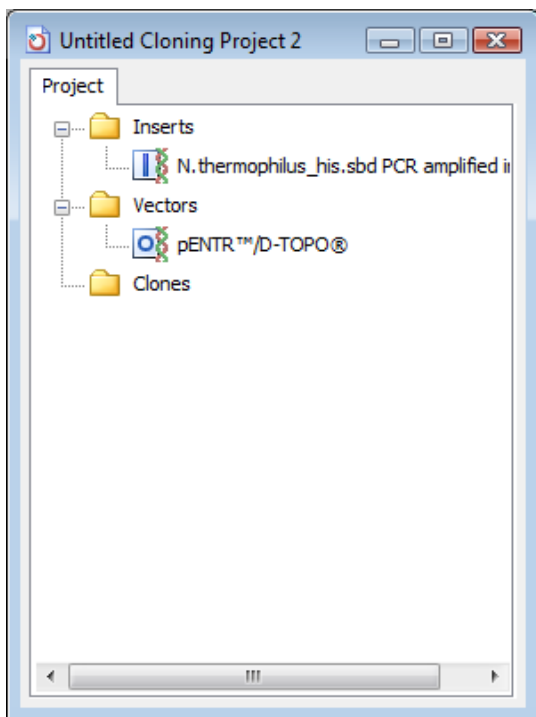 Untitled Cloning Project 2
Project
Inserts
N.thermophilus_his.sbd PCR amplified
Vectors
pENTR™/D-TOPO®
Clones